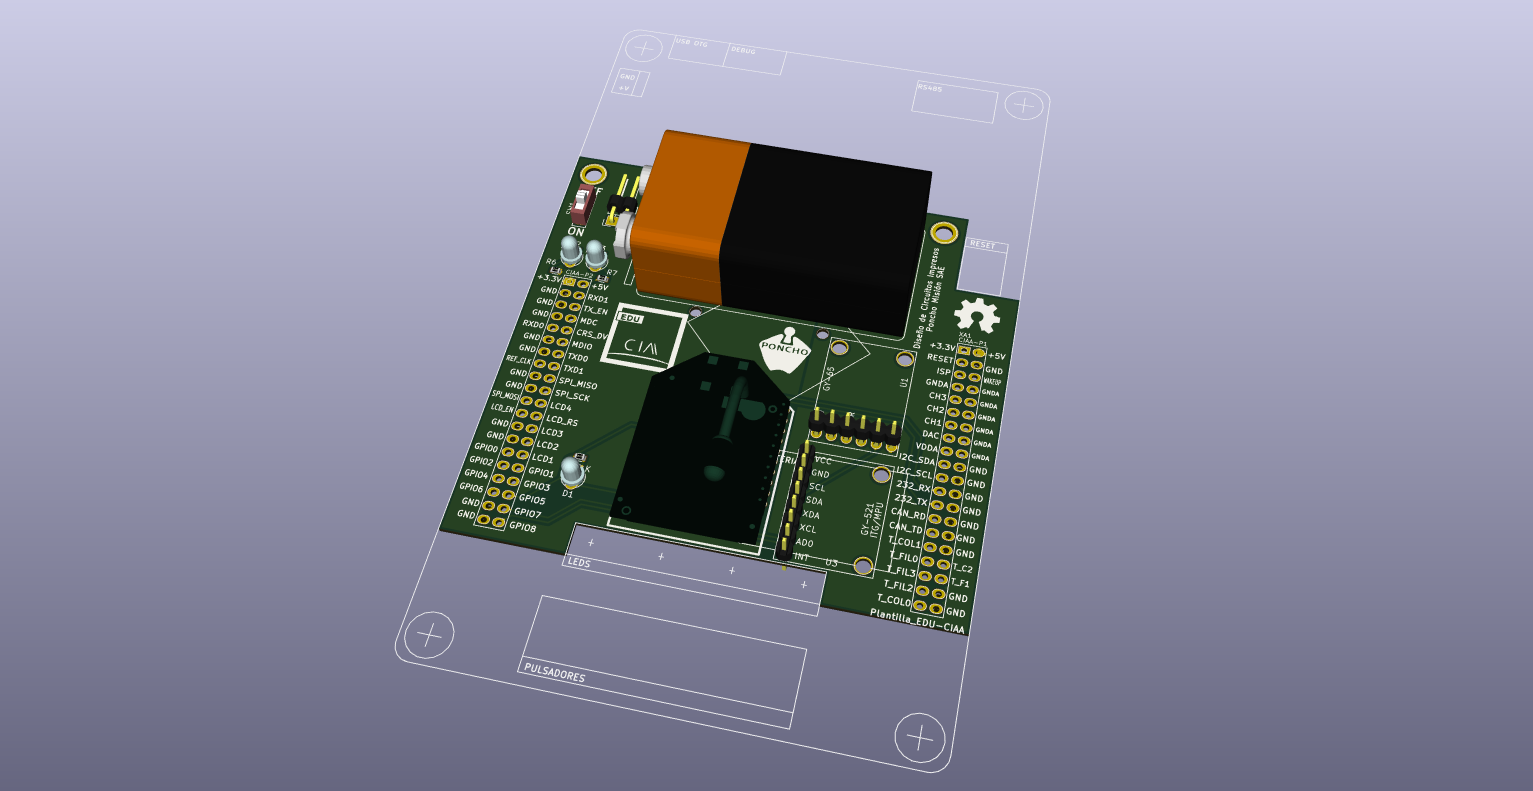 USB OTG
DEBUG
GND
+V
RS485
RESET
ON
R6
R7
CIAA-P2
+3.3V
+5V
GND
RXD1
GND
TX_EN
GND
MDC
RXD0
CRS_DV
GND
MDIO
GND
TXD0
REF_CLK
TXD1
GND
SPI_MISO
GND
SPI_SCK
SPI_MOSI
LCD4
LCD_EN
LCD_RS
GND
LCD3
GND
LCD2
GPIO0
LCD1
GPIO2
GPIO1
GPIO4
GPIO3
GPIO6
GPIO5
GND
GPIO7
GND
GPIO8
EDU
CIAA
PONCHO
Diseño de Circuitos Impresos
Poncho Misión SAE
U1
D1
VCC
GND
SCL
SDA
XDA
XCL
AD0
INT
GY-521
ITG/MPU
U3
XA1
CIAA-P1
+3.3V
+5V
RESET
GND
ISP
WAKEUP
GNDA
GNDA
CH3
GNDA
CH2
GNDA
CH1
GNDA
DAC
GNDA
VDDA
GNDA
I2C_SDA
GND
I2C_SCL
GND
232_RX
GND
232_TX
GND
CAN_RD
GND
CAN_TD
GND
T_COL1
GND
T_FIL0
T_C2
T_FIL3
T_F1
T_FIL2
GND
T_COL0
GND
Plantilla_EDU-CIAA
LEDS
PULSADORES